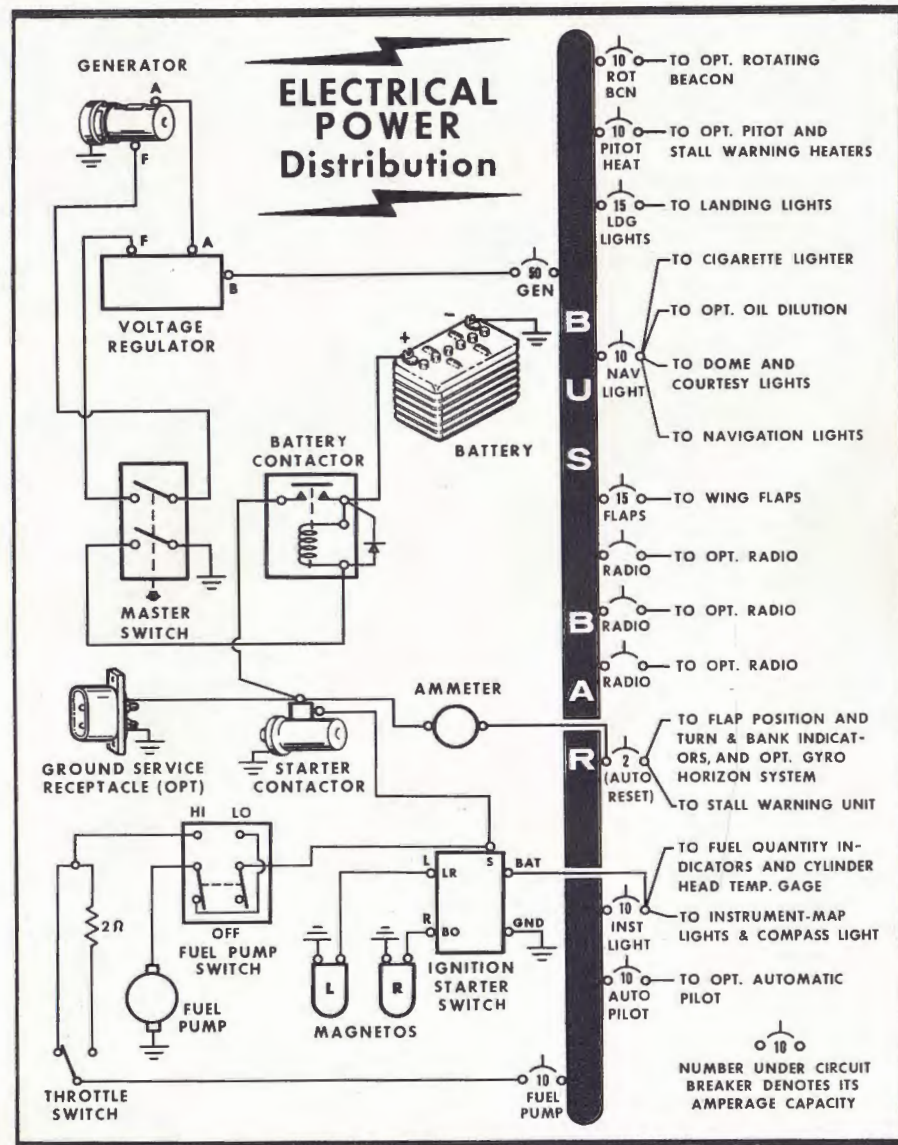 ELECTRICAL
POWER
Distribution
GENERATOR
A
C
F
F
A
B
VOLTAGE
REGULATOR
50
GEN
+
−
BATTERY
BATTERY
CONTACTOR
MASTER
SWITCH
GROUND SERVICE
RECEPTACLE (OPT)
STARTER
CONTACTOR
AMMETER
HI
LO
OFF
FUEL PUMP
SWITCH
2Ω
FUEL
PUMP
THROTTLE
SWITCH
L
LR
S
BAT
R
BO
GND
IGNITION
STARTER
SWITCH
L
R
MAGNETOS
10
FUEL
PUMP
BUS BAR
10
ROT
BCN
TO OPT. ROTATING
BEACON
10
PITOT
HEAT
TO OPT. PITOT AND
STALL WARNING HEATERS
15
LDG
LIGHTS
TO LANDING LIGHTS
10
NAV
LIGHT
TO CIGARETTE LIGHTER
TO OPT. OIL DILUTION
TO DOME AND
COURTESY LIGHTS
TO NAVIGATION LIGHTS
15
FLAPS
TO WING FLAPS
RADIO
TO OPT. RADIO
RADIO
TO OPT. RADIO
RADIO
TO OPT. RADIO
2
(AUTO
RESET)
TO FLAP POSITION AND
TURN & BANK INDICAT-
ORS, AND OPT. GYRO
HORIZON SYSTEM
TO STALL WARNING UNIT
10
INST
LIGHT
TO FUEL QUANTITY IN-
DICATORS AND CYLINDER
HEAD TEMP. GAGE
TO INSTRUMENT-MAP
LIGHTS & COMPASS LIGHT
10
AUTO
PILOT
TO OPT. AUTOMATIC
PILOT
10
NUMBER UNDER CIRCUIT
BREAKER DENOTES ITS
AMPERAGE CAPACITY